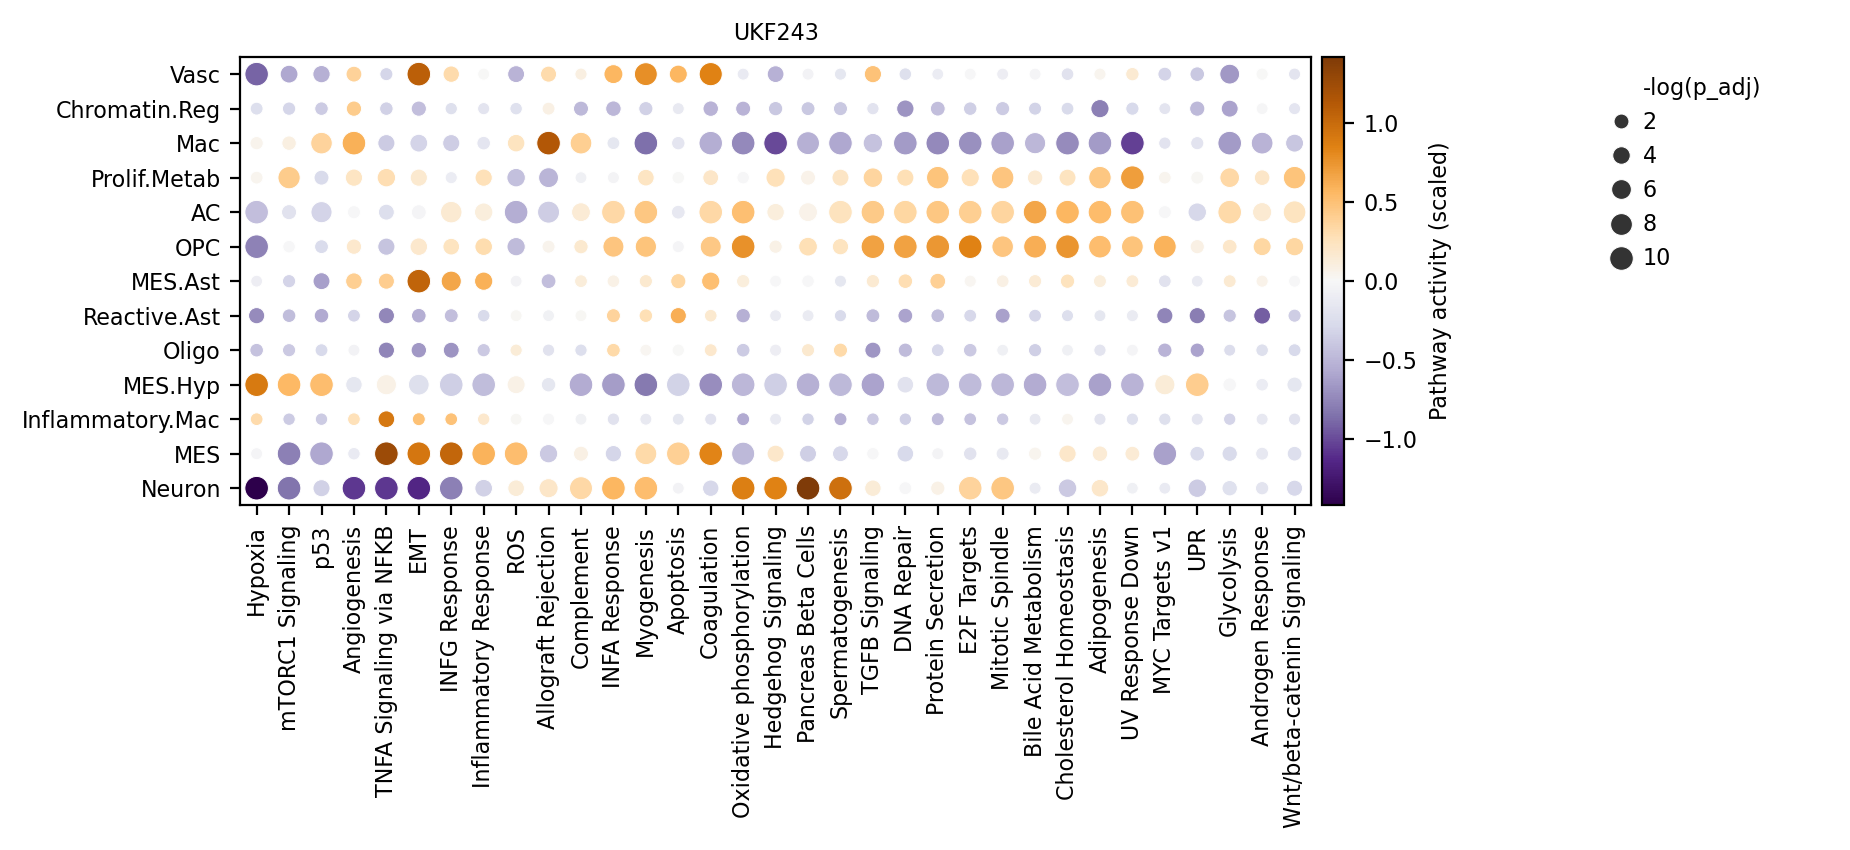 UKF243
Vasc
Chromatin.Reg
Mac
Prolif.Metab
AC
OPC
MES.Ast
Reactive.Ast
Oligo
MES.Hyp
Inflammatory.Mac
MES
Neuron
Hypoxia
mTORC1 Signaling
p53
Angiogenesis
TNFA Signaling via NFKB
EMT
INFG Response
Inflammatory Response
ROS
Allograft Rejection
Complement
INFA Response
Myogenesis
Apoptosis
Coagulation
Oxidative phosphorylation
Hedgehog Signaling
Pancreas Beta Cells
Spermatogenesis
TGFB Signaling
DNA Repair
Protein Secretion
E2F Targets
Mitotic Spindle
Bile Acid Metabolism
Cholesterol Homeostasis
Adipogenesis
UV Response Down
MYC Targets v1
UPR
Glycolysis
Androgen Response
Wnt/beta-catenin Signaling
1.0
0.5
0.0
−0.5
−1.0
Pathway activity (scaled)
-log(p_adj)
2
4
6
8
10